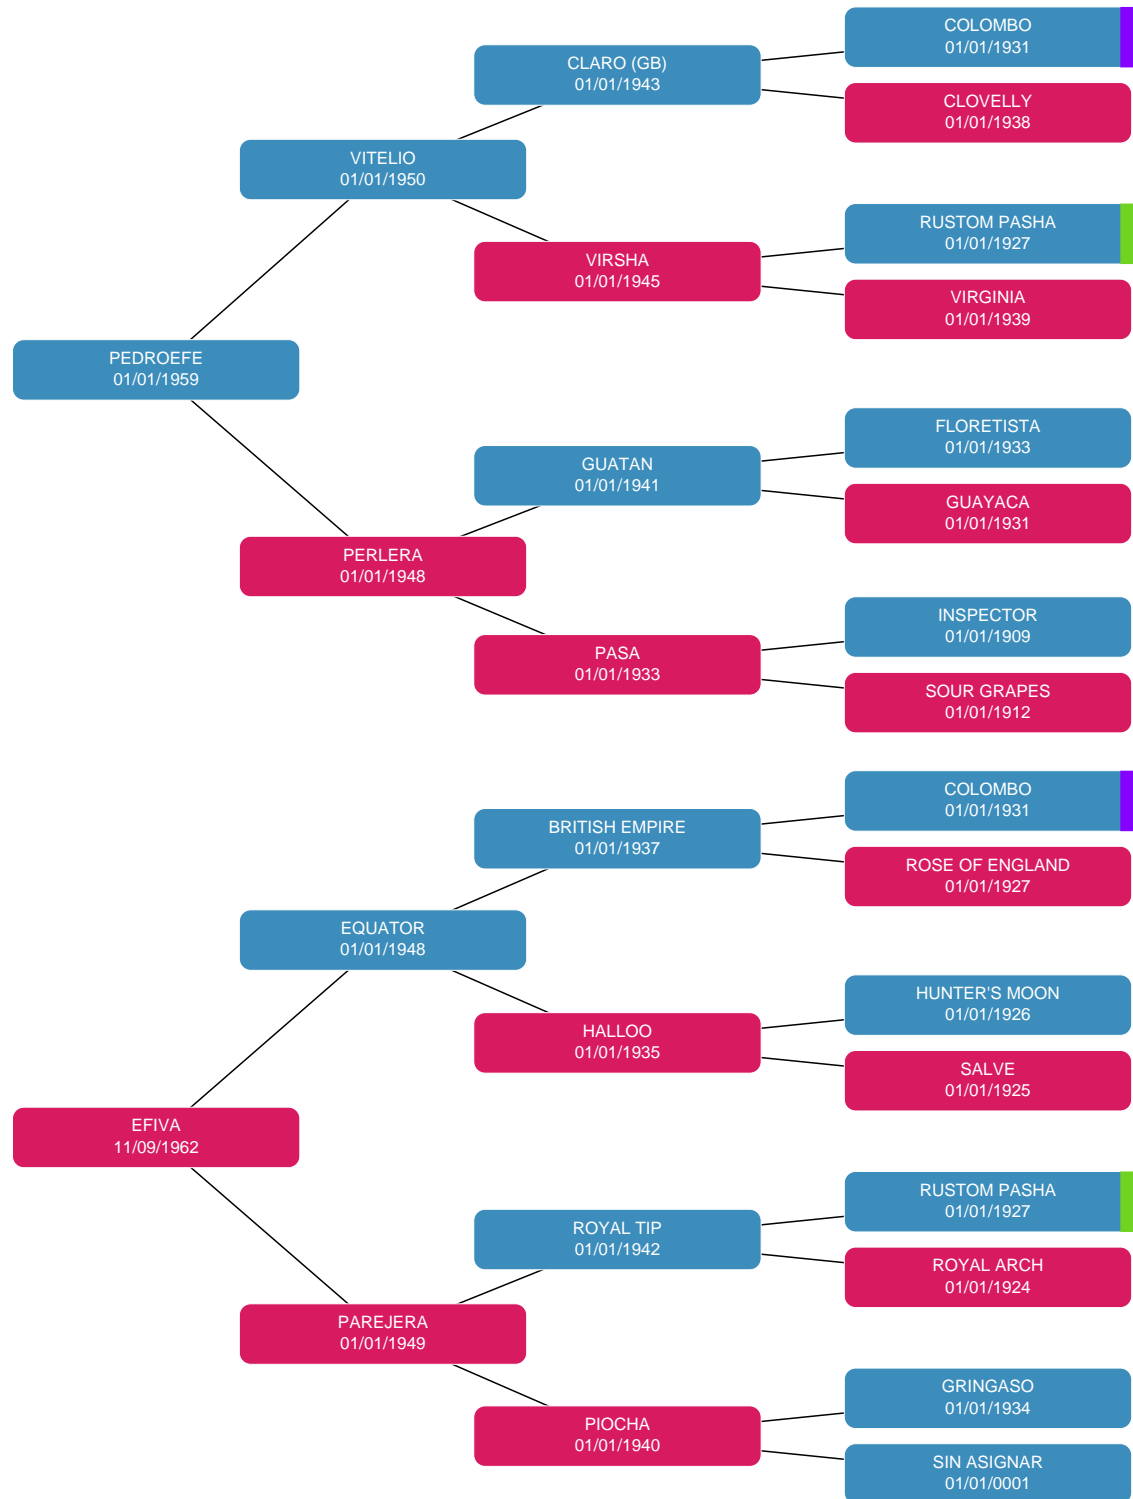 COLOMBO
01/01/1931
CLARO (GB)
01/01/1943
CLOVELLY
01/01/1938
VITELIO
01/01/1950
RUSTOM PASHA
01/01/1927
VIRSHA
01/01/1945
VIRGINIA
01/01/1939
PEDROEFE
01/01/1959
FLORETISTA
01/01/1933
GUATAN
01/01/1941
GUAYACA
01/01/1931
PERLERA
01/01/1948
INSPECTOR
01/01/1909
PASA
01/01/1933
SOUR GRAPES
01/01/1912
COLOMBO
01/01/1931
BRITISH EMPIRE
01/01/1937
ROSE OF ENGLAND
01/01/1927
EQUATOR
01/01/1948
HUNTER'S MOON
01/01/1926
HALLOO
01/01/1935
SALVE
01/01/1925
EFIVA
11/09/1962
RUSTOM PASHA
01/01/1927
ROYAL TIP
01/01/1942
ROYAL ARCH
01/01/1924
PAREJERA
01/01/1949
GRINGASO
01/01/1934
PIOCHA
01/01/1940
SIN ASIGNAR
01/01/0001